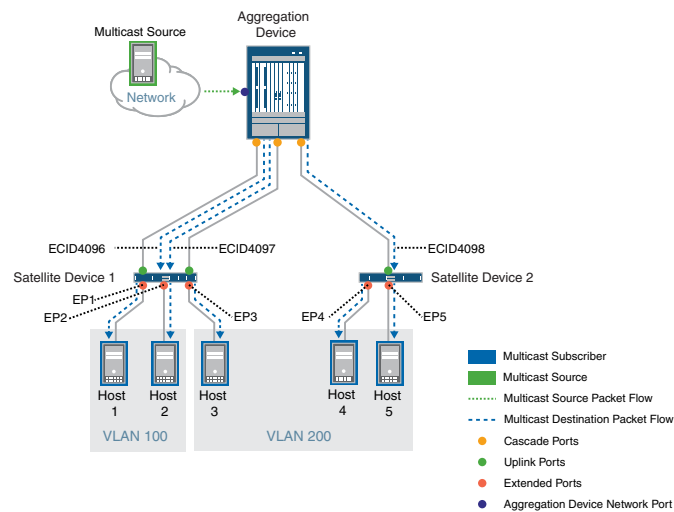 Aggregation
Device
Multicast Source
Network
ECID4096
ECID4097
ECID4098
Satellite Device 1
Satellite Device 2
EP1
EP2
EP3
EP4
EP5
Host
1
Host
2
Host
3
Host
4
Host
5
VLAN 100
VLAN 200
Multicast Subscriber
Multicast Source
Multicast Source Packet Flow
Multicast Destination Packet Flow
Cascade Ports
Uplink Ports
Extended Ports
Aggregation Device Network Port